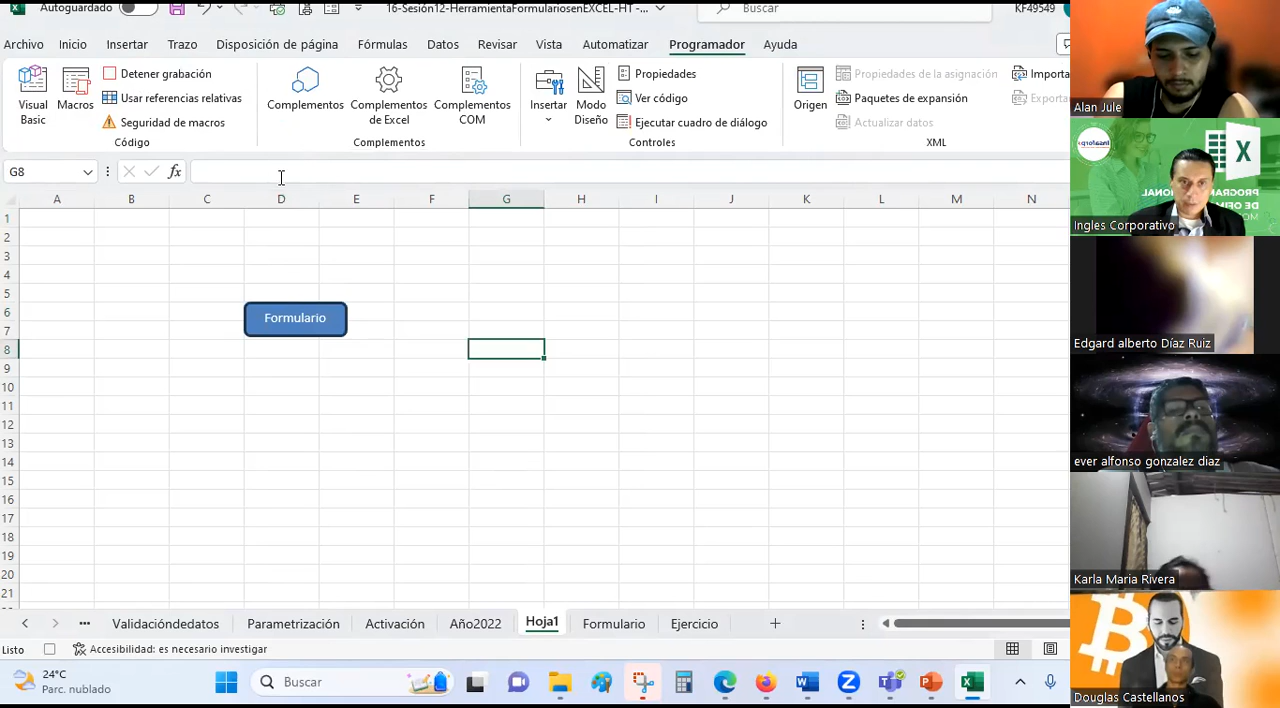 Autoguardado
16-Sesión12-HerramientaFormulariosenEXCEL-HT -...
Buscar
KF49549
Archivo Inicio Insertar Trazo Disposición de página Fórmulas Datos Revisar Vista Automatizar Programador Ayuda
Visual Basic
Macros
Detener grabación
Usar referencias relativas
Seguridad de macros
Código
Complementos
Complementos de Excel
Complementos COM
Complementos
Insertar
Modo Diseño
Propiedades
Ver código
Ejecutar cuadro de diálogo
Controles
Origen
Propiedades de la asignación
Paquetes de expansión
Actualizar datos
Importa
Exporta
XML
G8
fx
A B C D E F G H I J K L M N
1
2
3
4
5
6
7
8
9
10
11
12
13
14
15
16
17
18
19
20
21
Formulario
Validacióndedatos Parametrización Activación Año2022 Hoja1 Formulario Ejercicio
Listo
Accesibilidad: es necesario investigar
24°C
Parc. nublado
Buscar
Alan Jule
Ingles Corporativo
Edgard alberto Díaz Ruiz
ever alfonso gonzalez diaz
Karla Maria Rivera
Douglas Castellanos